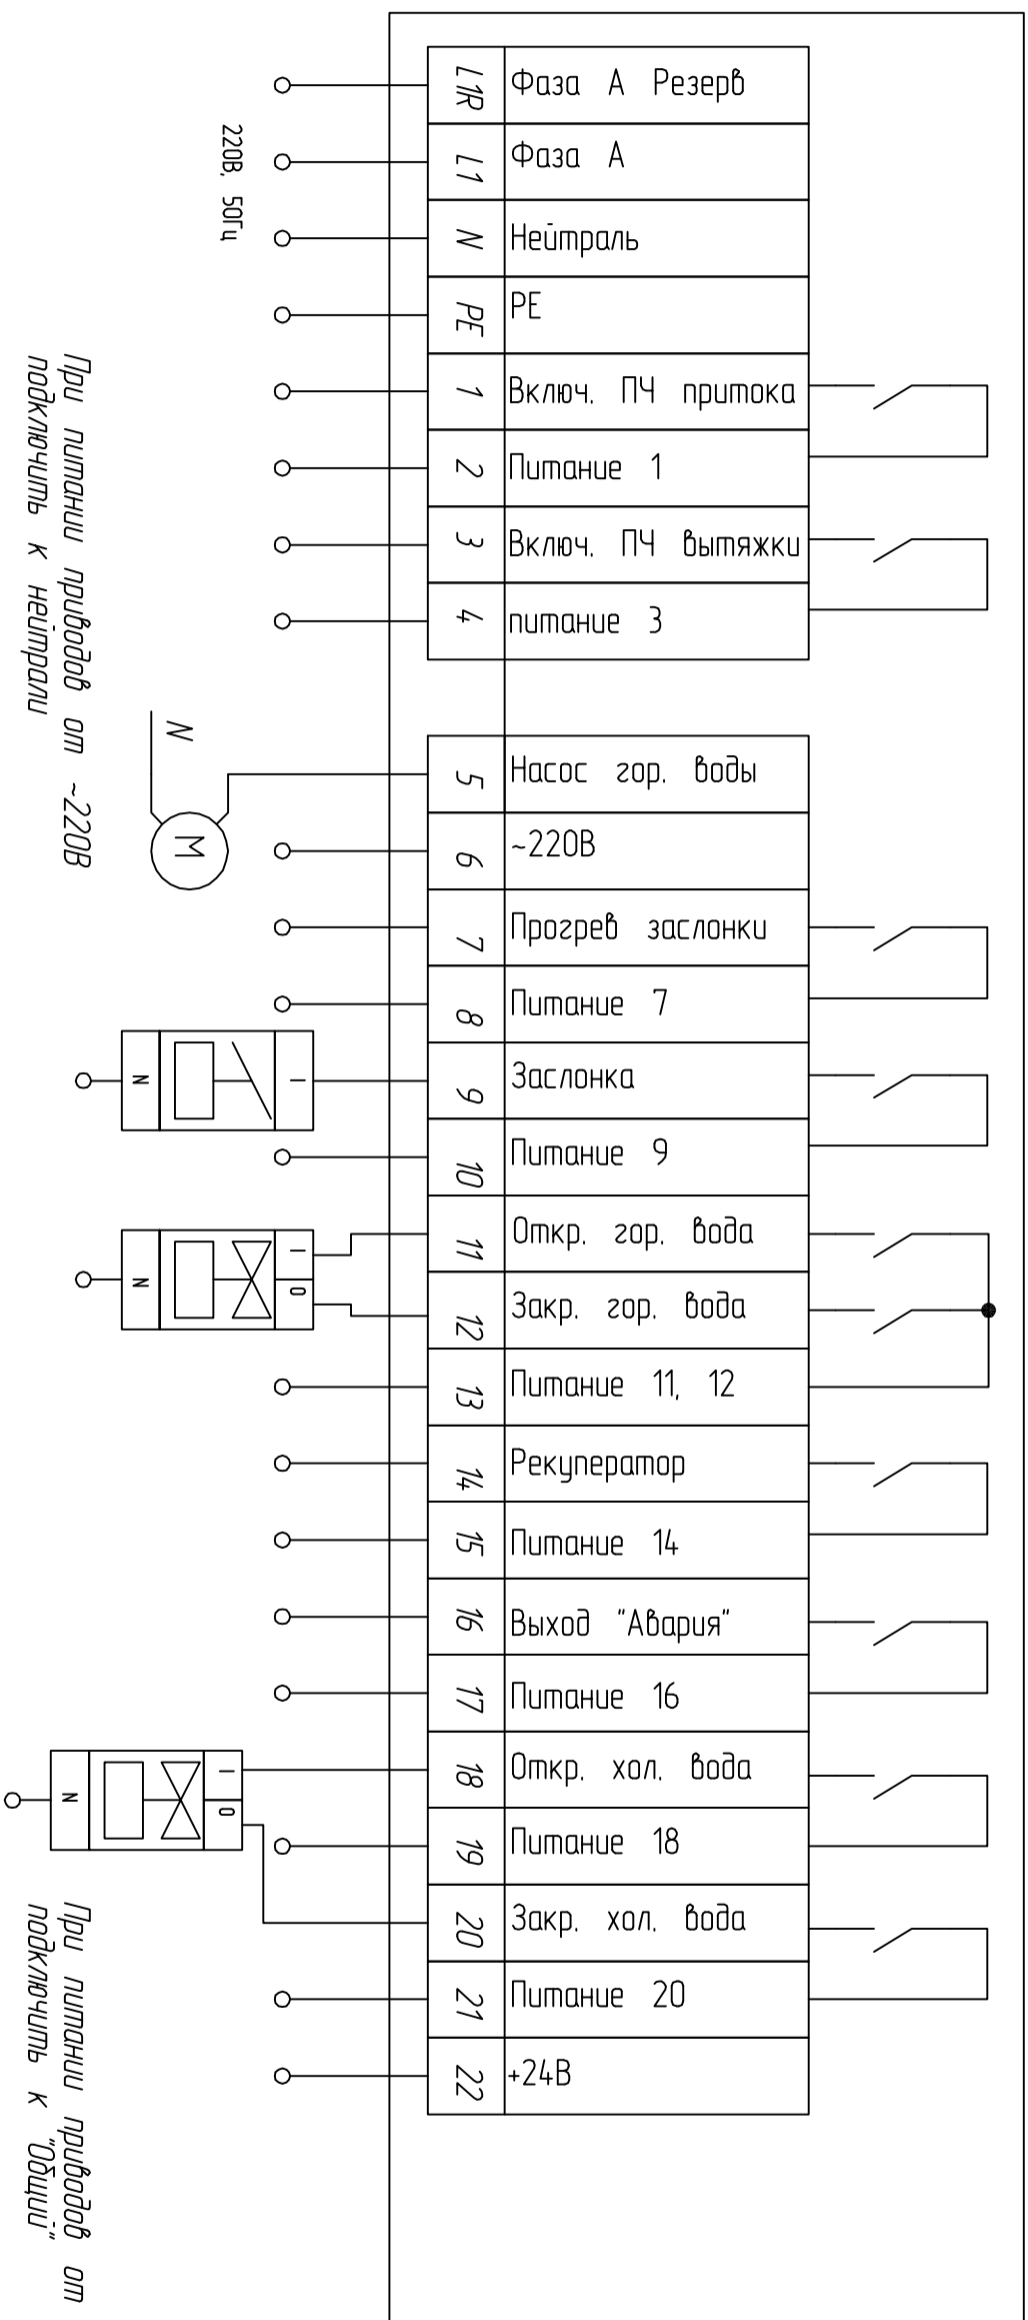 L1R Фаза А Резерв
L1 Фаза А
N Нейтраль
PE PE
1 Включ. ПЧ притока
2 Питание 1
3 Включ. ПЧ вытяжки
4 питание 3
220В, 50Гц
5 Насос гор. воды
6 ~220В
7 Прогрев заслонки
8 Питание 7
9 Заслонка
10 Питание 9
11 Откр. гор. вода
12 Закр. гор. вода
13 Питание 11, 12
14 Рекуператор
15 Питание 14
16 Выход "Авария"
17 Питание 16
18 Откр. хол. вода
19 Питание 18
20 Закр. хол. вода
21 Питание 20
22 +24В
N
M
I
N
I 0
N
I 0
N
При питании приводов от ~220В
подключить к нейтрали
При питании приводов от
подключить к "Общий"